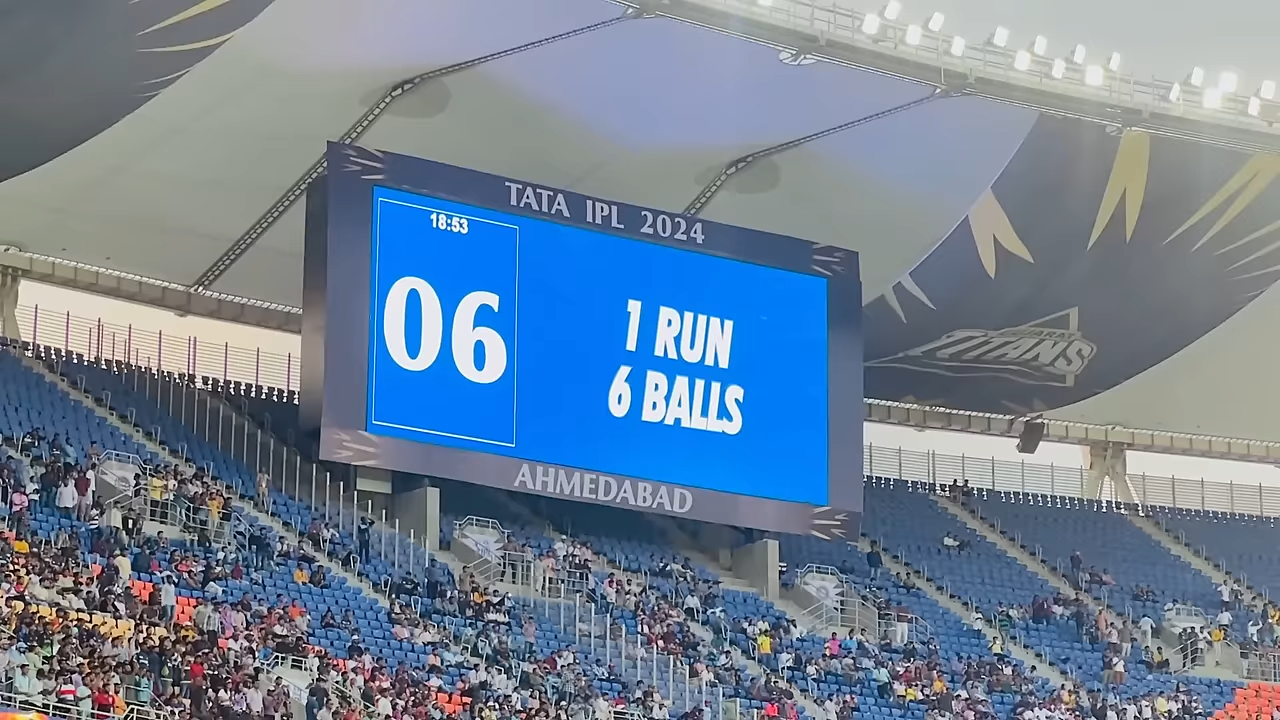 TATA IPL 2024
18:53
06
1 RUN
6 BALLS
AHMEDABAD
TITANS